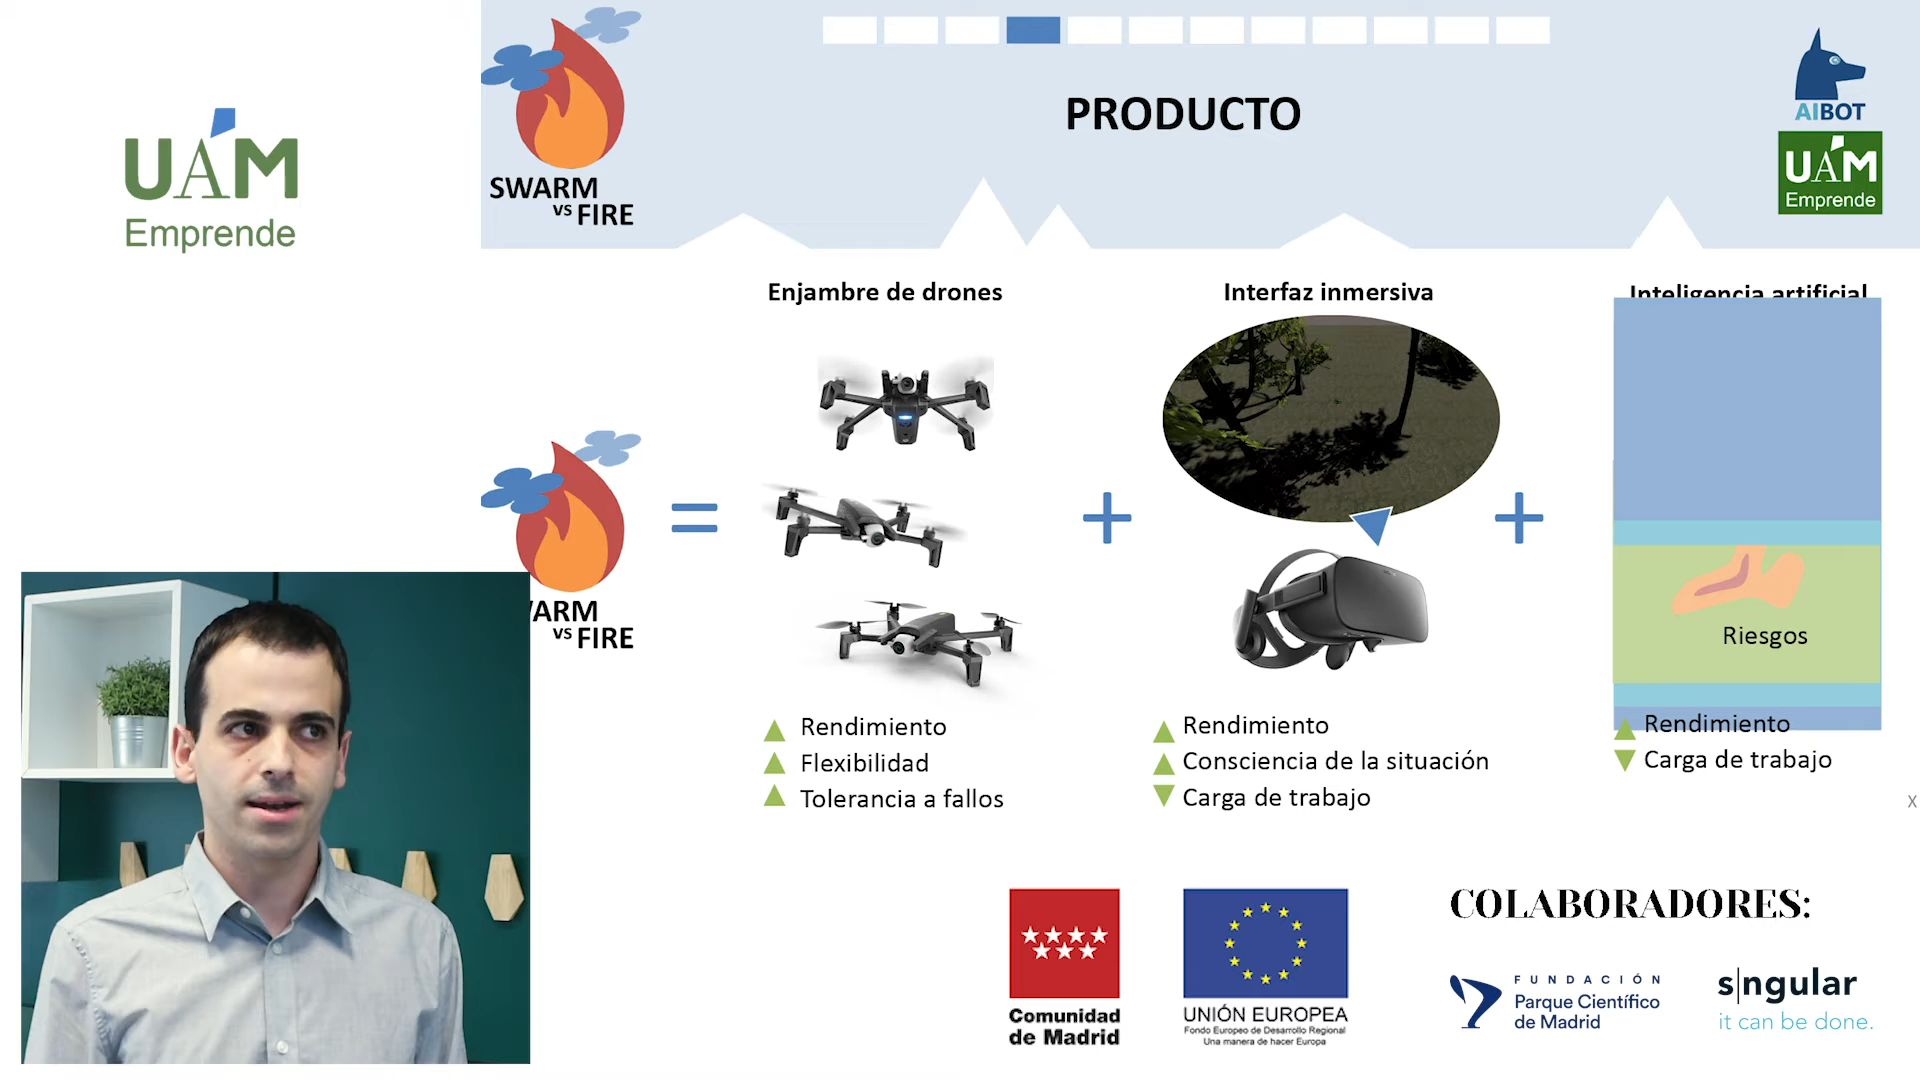 UAM
Emprende
SWARM
vs FIRE
PRODUCTO
AIBOT
UAM
Emprende
Enjambre de drones
Interfaz inmersiva
Inteligencia artificial
=
+
+
WARM
vs FIRE
Riesgos
Rendimiento
Flexibilidad
Tolerancia a fallos
Rendimiento
Consciencia de la situación
Carga de trabajo
Rendimiento
Carga de trabajo
X
Comunidad
de Madrid
UNIÓN EUROPEA
Fondo Europeo de Desarrollo Regional
Una manera de hacer Europa
COLABORADORES:
FUNDACIÓN
Parque Científico
de Madrid
s|ngular
it can be done.